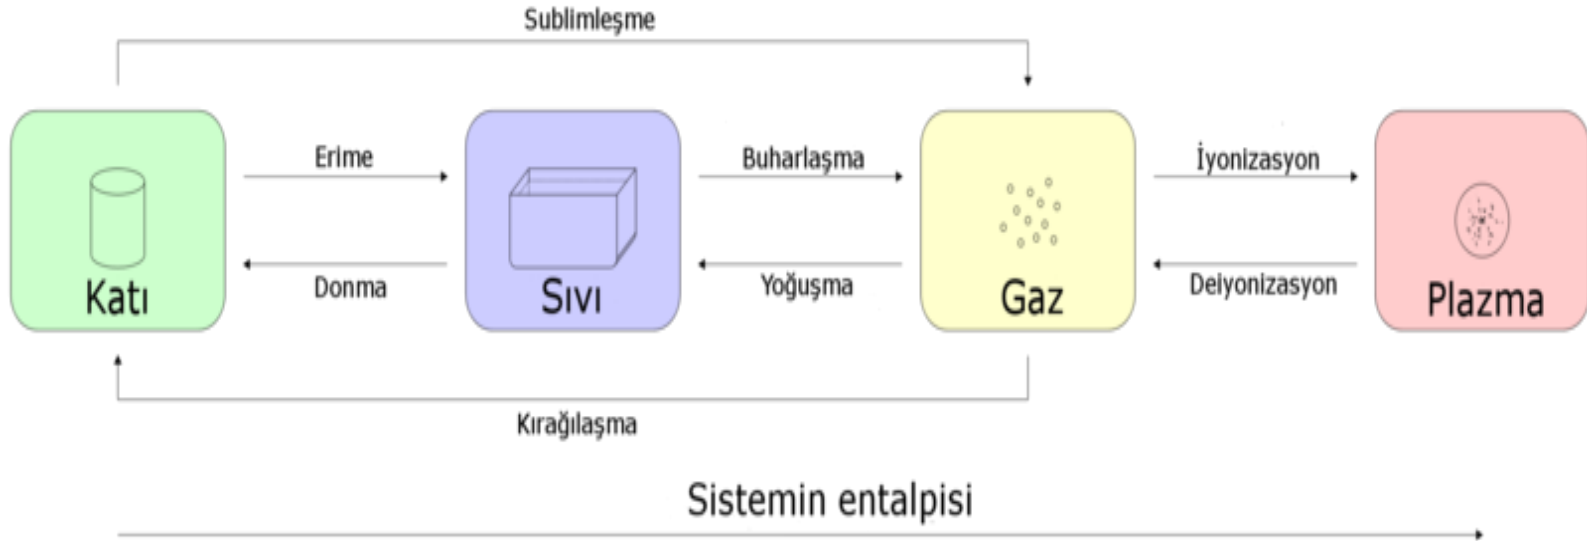 Sublimleşme
Erime
Buharlaşma
İyonizasyon
Donma
Yoğuşma
Deiyonizasyon
Katı
Sıvı
Gaz
Plazma
Kırağılaşma
Sistemin entalpisi